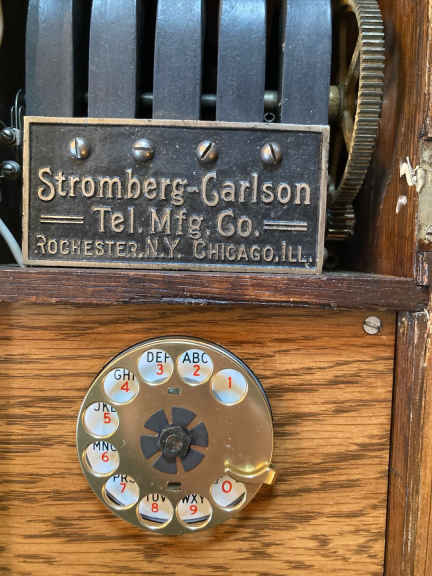 Stromberg-Carlson
Tel. Mfg. Co.
ROCHESTER, N.Y. CHICAGO, ILL.
DEF
3
ABC
2
1
GHI
4
JKL
5
MNO
6
PRS
7
TUV
8
WXY
9
0